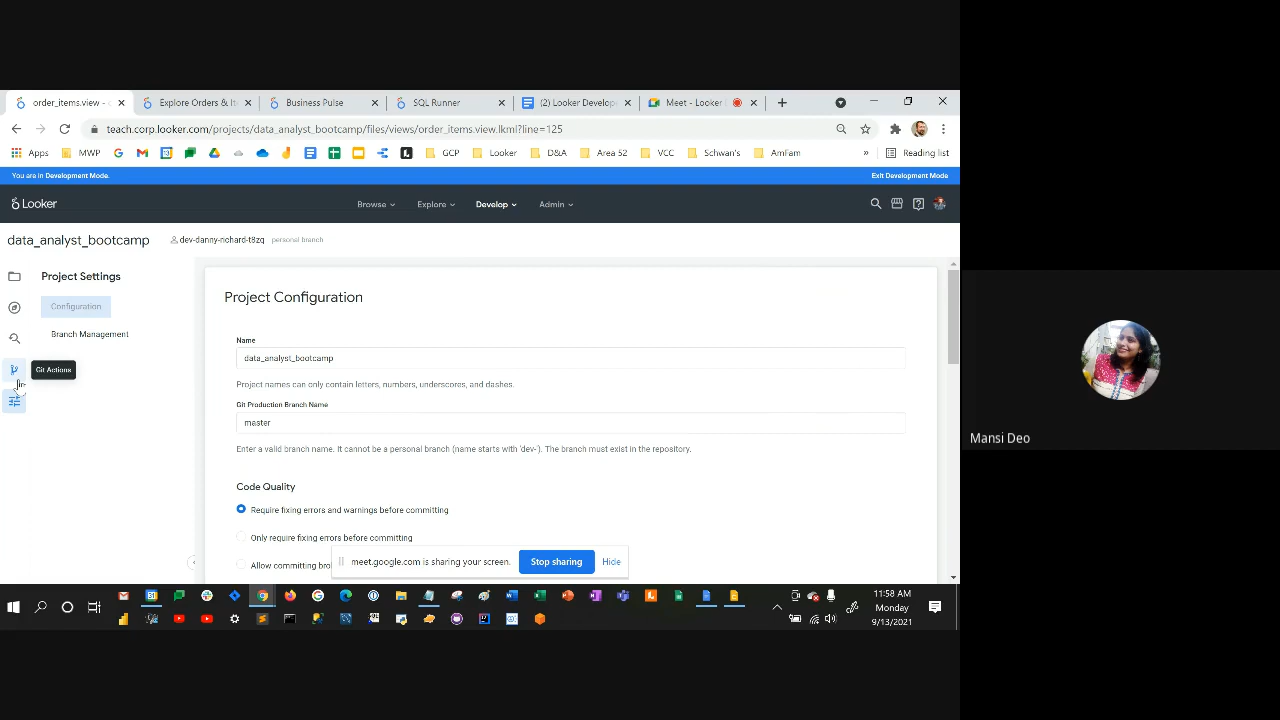 order_items.view - 
Explore Orders & It
Business Pulse
SQL Runner
(2) Looker Develop
Meet - Looker
teach.corp.looker.com/projects/data_analyst_bootcamp/files/views/order_items.view.lkml?line=125
Apps
MWP
GCP
Looker
D&A
Area 52
VCC
Schwan's
AmFam
»
Reading list
You are in Development Mode.
Exit Development Mode
Looker
Browse
Explore
Develop
Admin
data_analyst_bootcamp
dev-danny-richard-t8zq personal branch
Project Settings
Configuration
Branch Management
Git Actions
Project Configuration
Name
data_analyst_bootcamp
Project names can only contain letters, numbers, underscores, and dashes.
Git Production Branch Name
master
Enter a valid branch name. It cannot be a personal branch (name starts with 'dev-'). The branch must exist in the repository.
Code Quality
Require fixing errors and warnings before committing
Only require fixing errors before committing
Allow committing bro
meet.google.com is sharing your screen.
Stop sharing
Hide
Mansi Deo
11:58 AM
Monday
9/13/2021